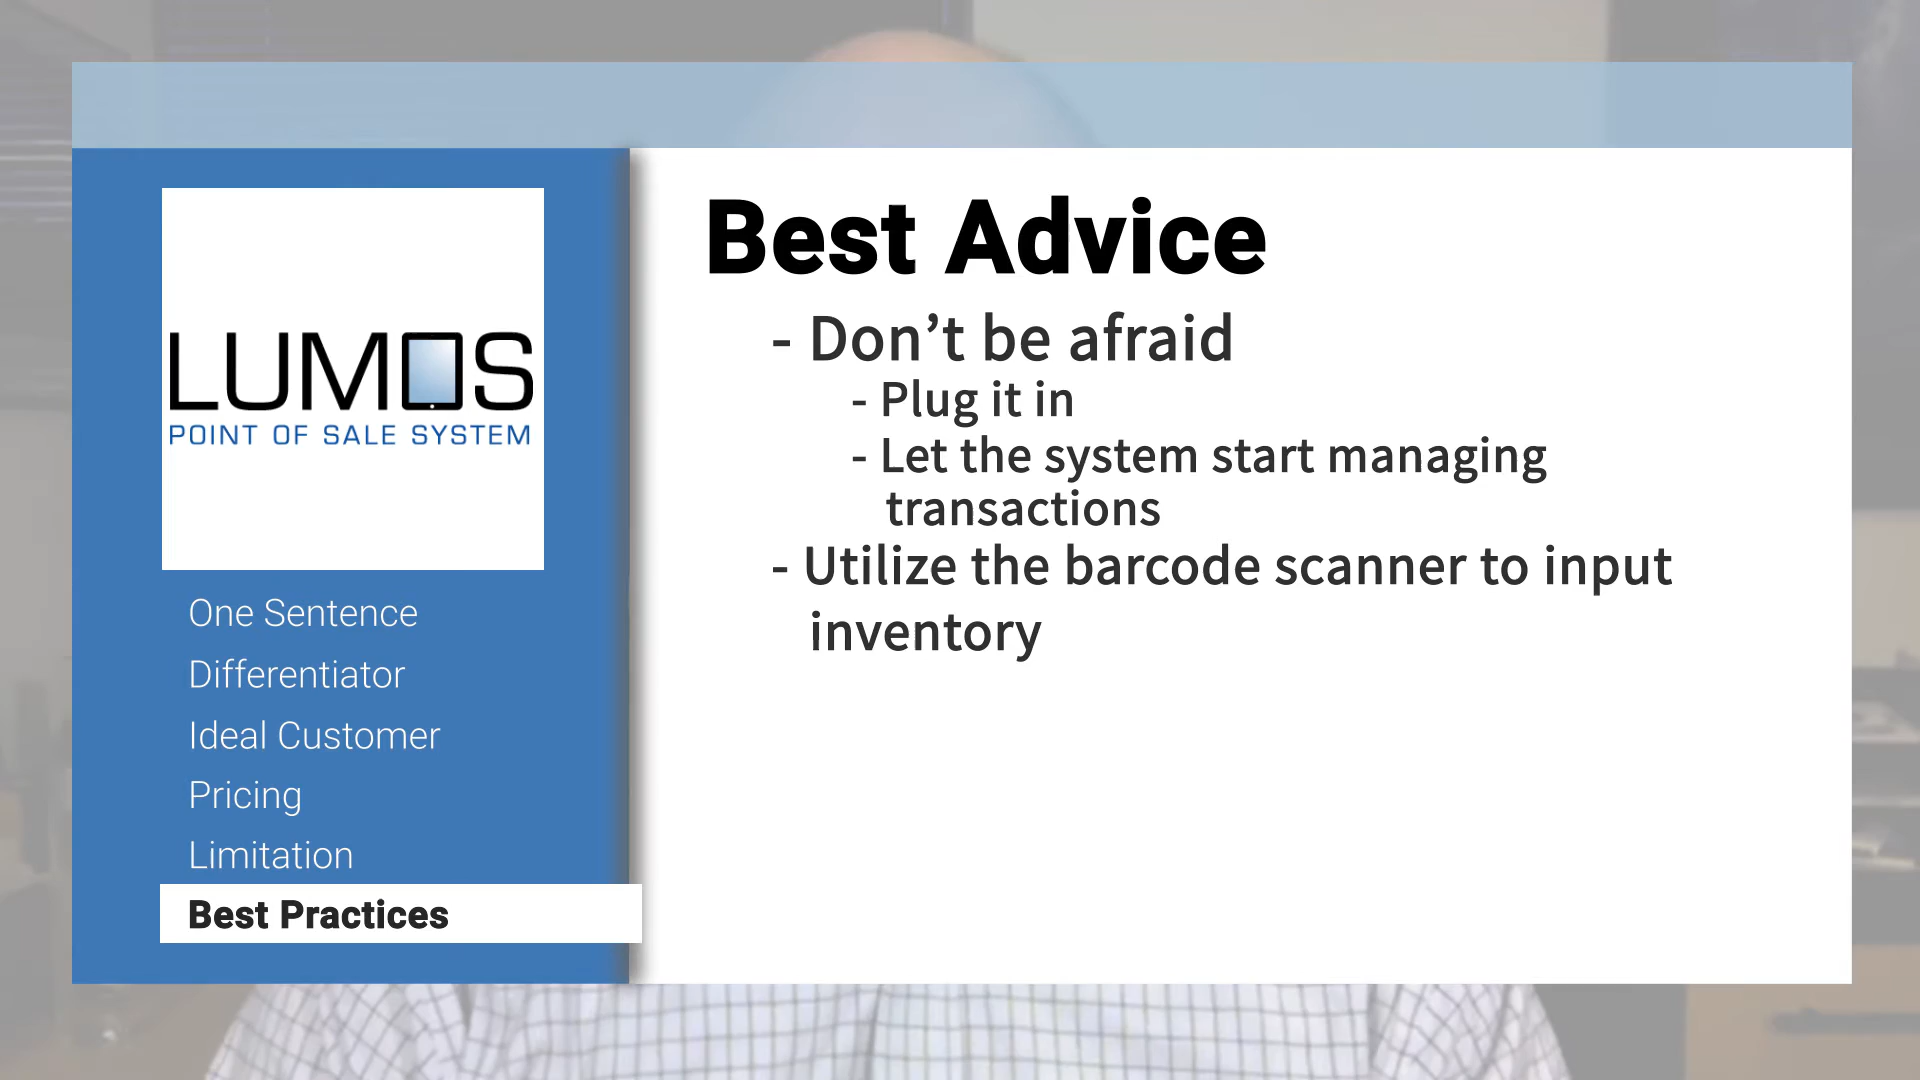 LUMOS
POINT OF SALE SYSTEM
One Sentence
Differentiator
Ideal Customer
Pricing
Limitation
Best Practices
Best Advice
- Don’t be afraid
- Plug it in
- Let the system start managing
transactions
- Utilize the barcode scanner to input
inventory